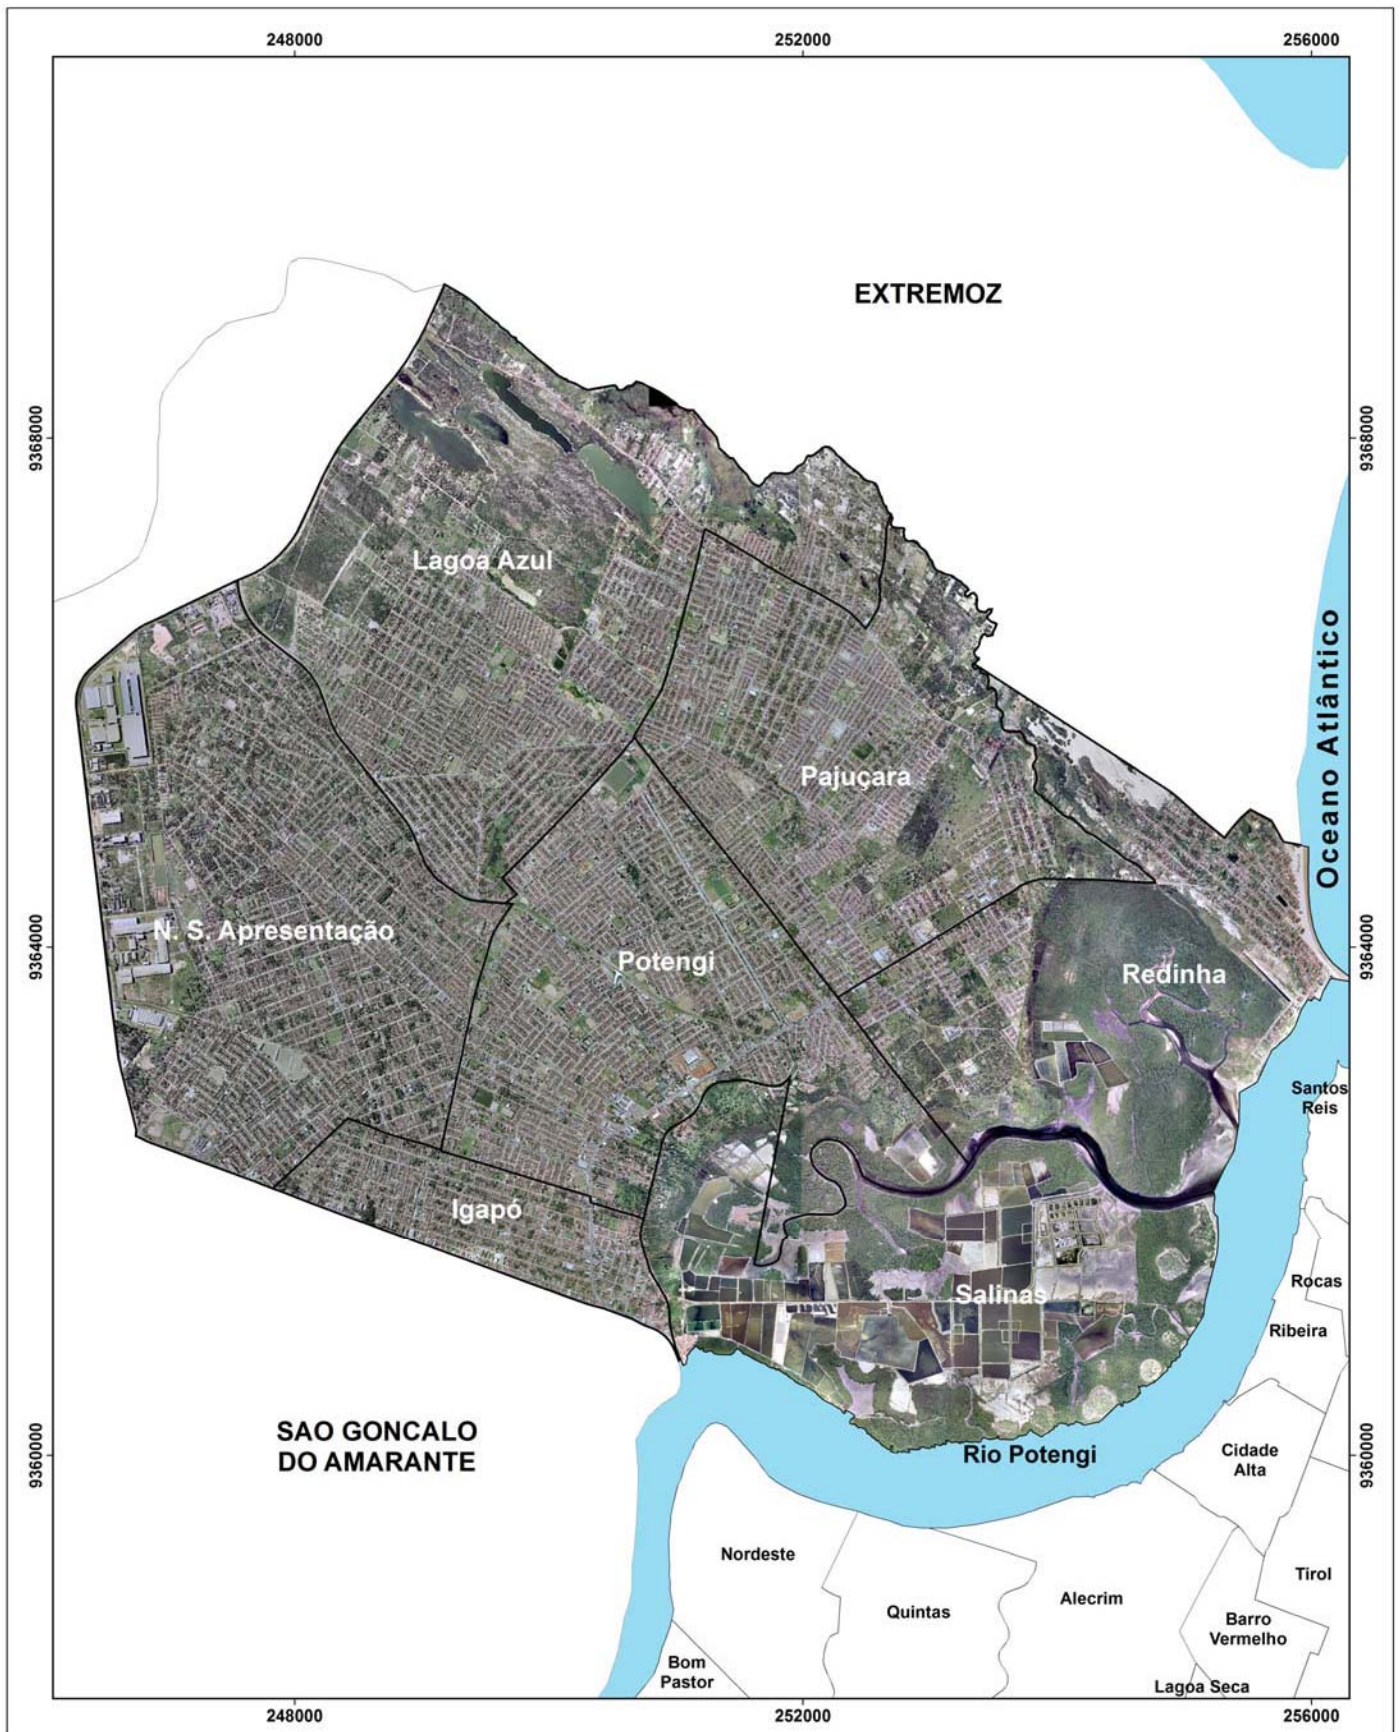 248000
252000
256000
EXTREMOZ
9368000
9368000
Lagoa Azul
Oceano Atlântico
Pajuçara
N. S. Apresentação
9364000
9364000
Potengi
Redinha
Santos
Reis
Igapó
Salinas
Rocas
Ribeira
SAO GONCALO
DO AMARANTE
9360000
9360000
Rio Potengi
Cidade
Alta
Nordeste
Tirol
Quintas
Alecrim
Barro
Vermelho
Bom
Pastor
Lagoa Seca
248000
252000
256000